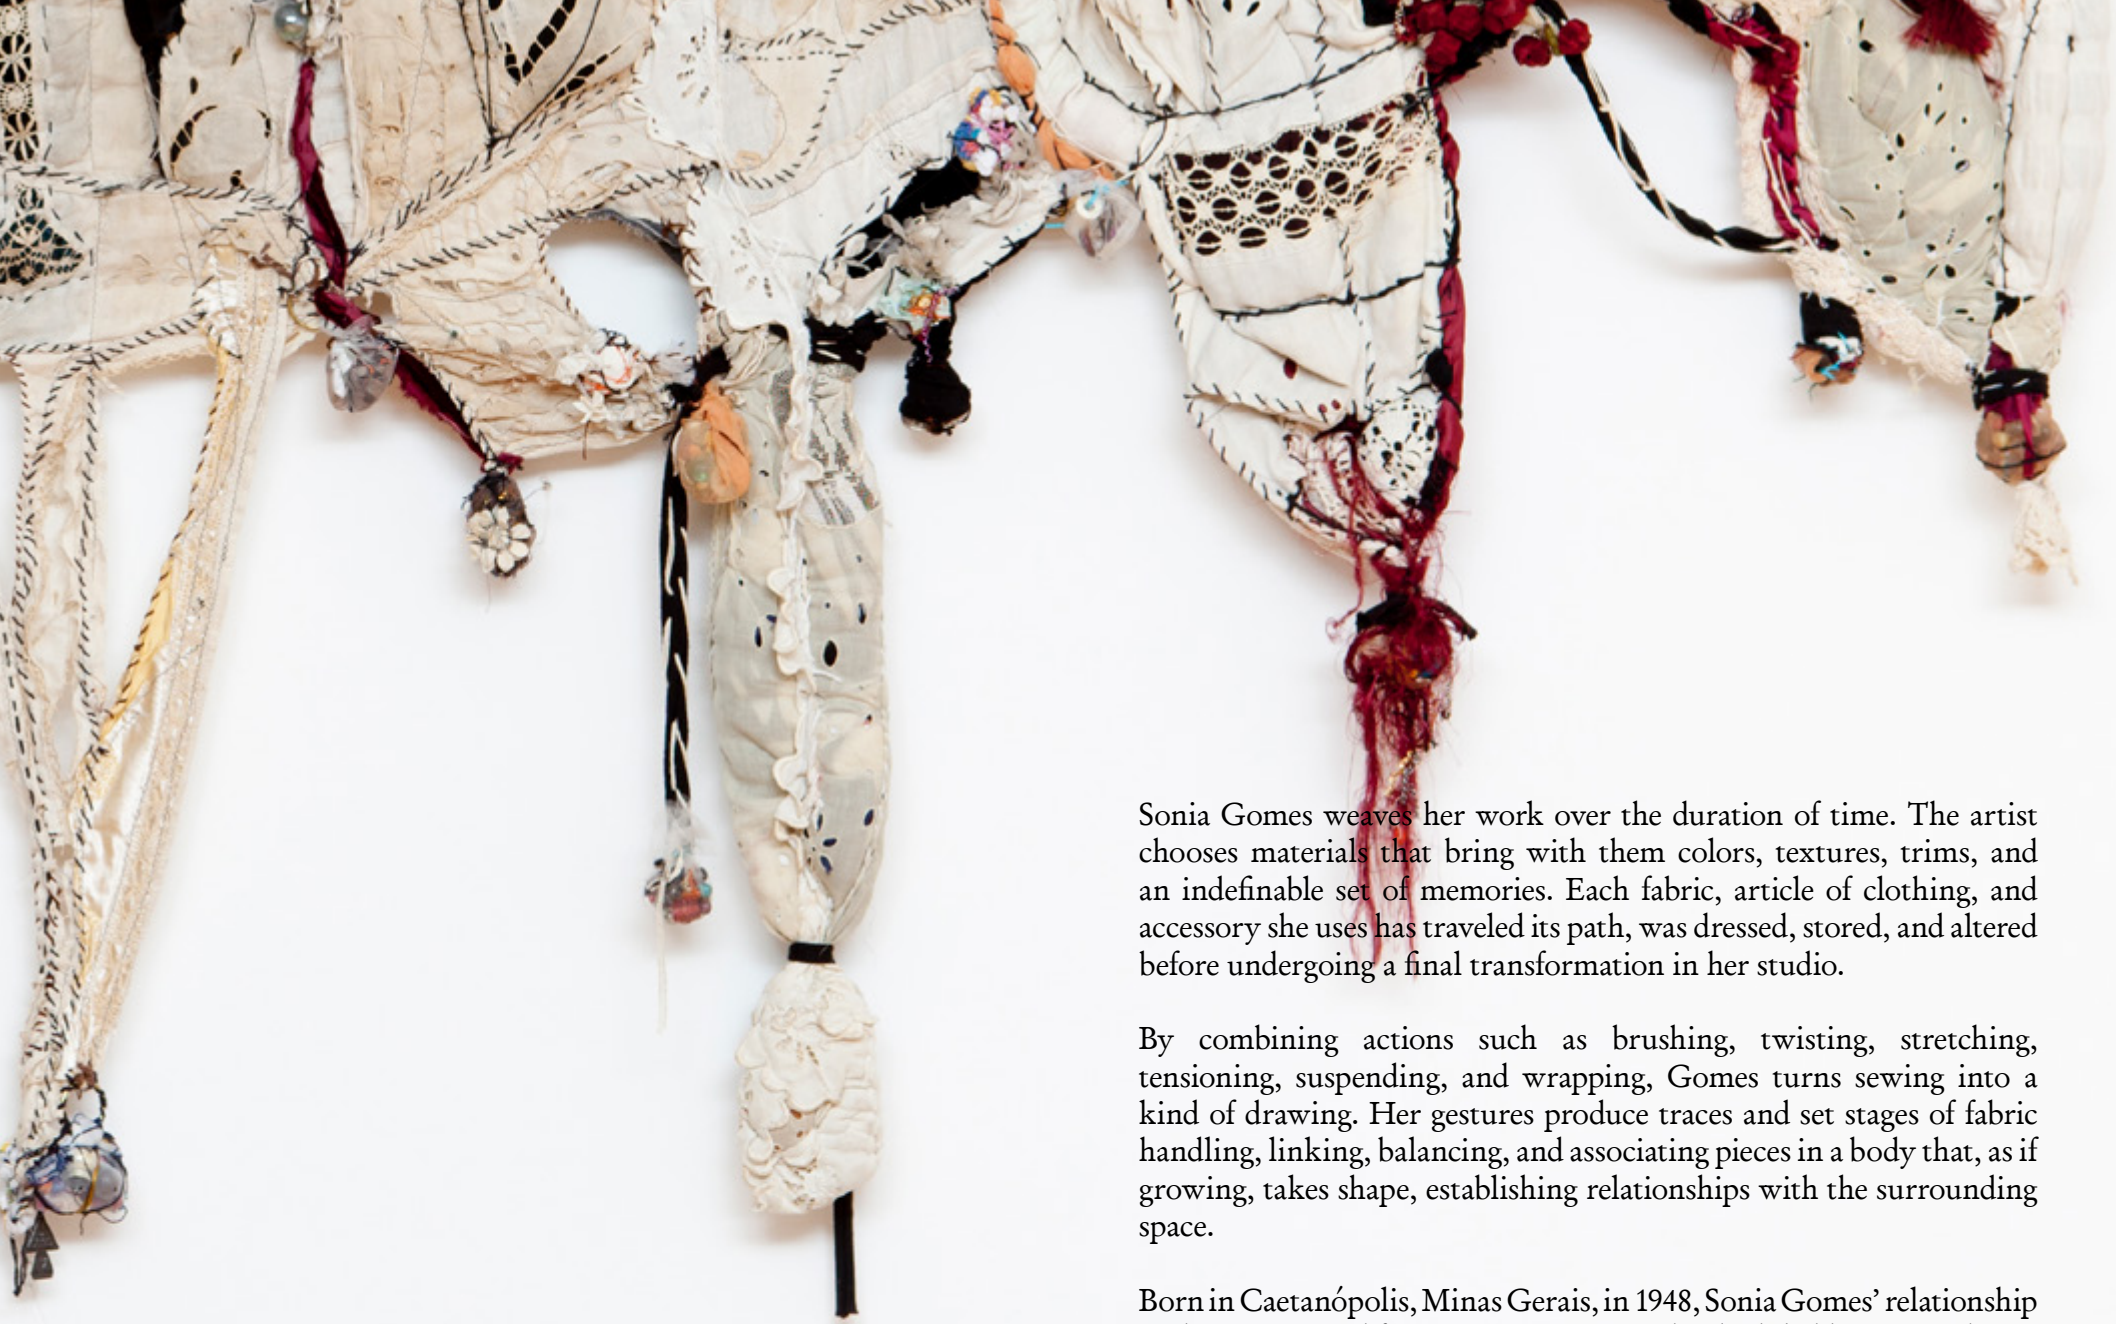 Sonia Gomes weaves her work over the duration of time. The artist
chooses materials that bring with them colors, textures, trims, and
an indefinable set of memories. Each fabric, article of clothing, and
accessory she uses has traveled its path, was dressed, stored, and altered
before undergoing a final transformation in her studio.
By combining actions such as brushing, twisting, stretching,
tensioning, suspending, and wrapping, Gomes turns sewing into a
kind of drawing. Her gestures produce traces and set stages of fabric
handling, linking, balancing, and associating pieces in a body that, as if
growing, takes shape, establishing relationships with the surrounding
space.
Born in Caetanópolis, Minas Gerais, in 1948, Sonia Gomes’ relationship